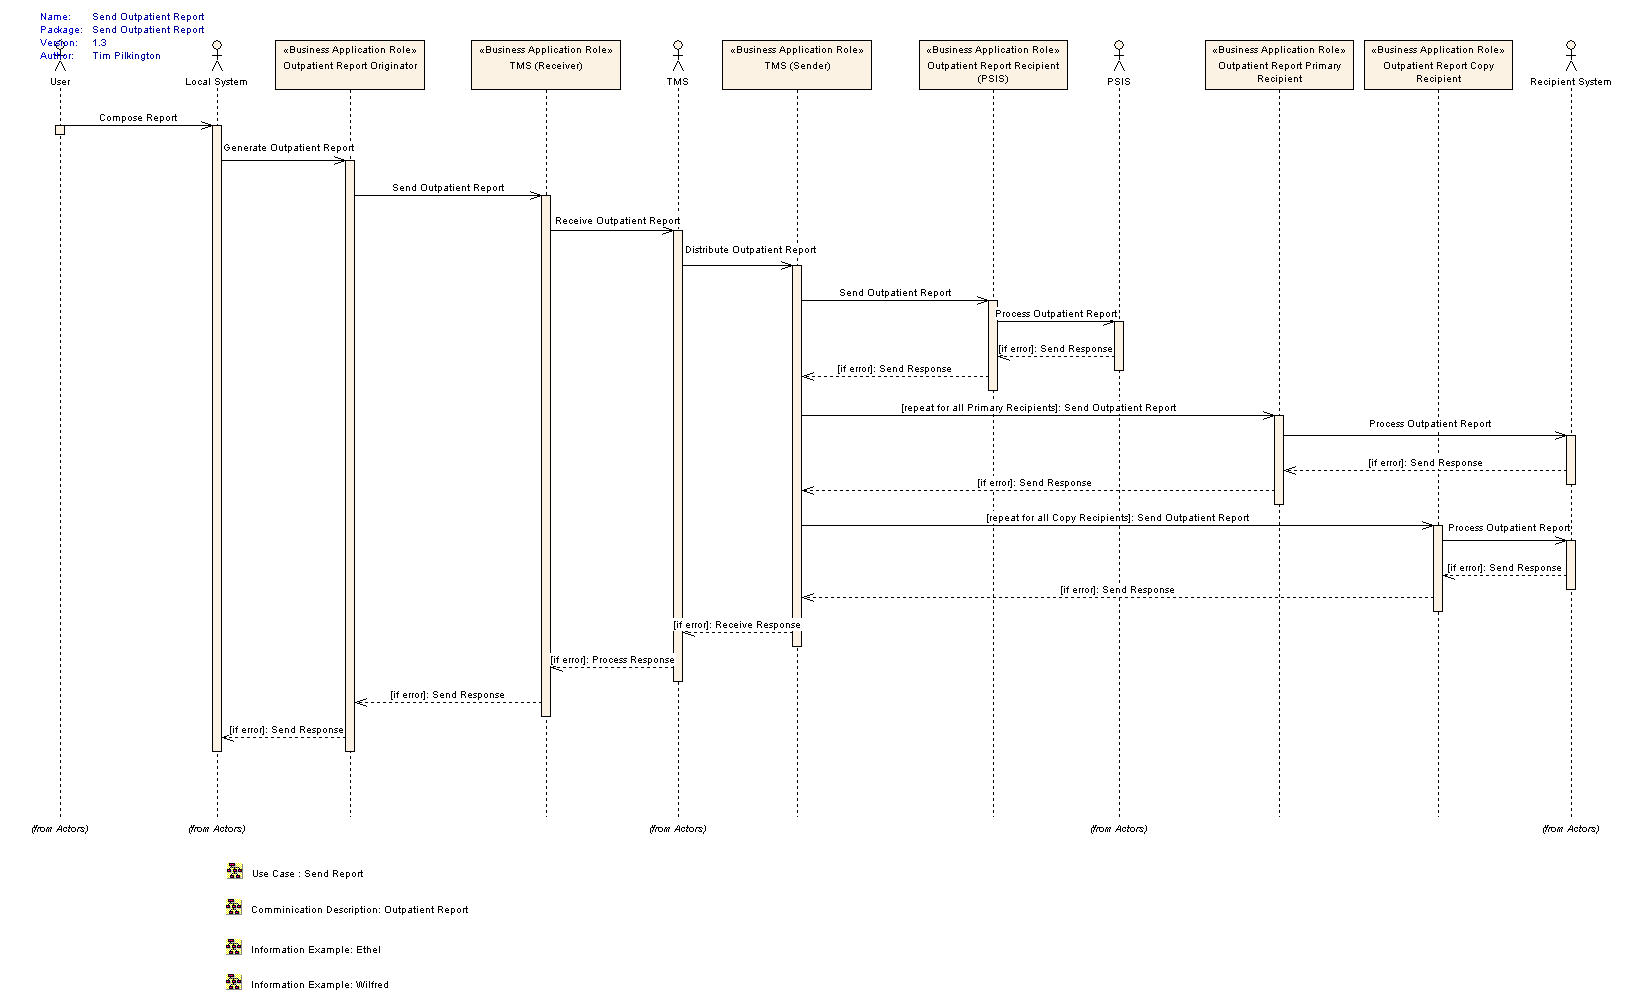 Name: Send Outpatient Report
Package: Send Outpatient Report
Version: 1.3
Author: Tim Pilkington
User
Local System
«Business Application Role»
Outpatient Report Originator
«Business Application Role»
TMS (Receiver)
TMS
«Business Application Role»
TMS (Sender)
«Business Application Role»
Outpatient Report Recipient
(PSIS)
PSIS
«Business Application Role»
Outpatient Report Primary
Recipient
«Business Application Role»
Outpatient Report Copy
Recipient
Recipient System
Compose Report
Generate Outpatient Report
Send Outpatient Report
Receive Outpatient Report
Distribute Outpatient Report
Send Outpatient Report
Process Outpatient Report
[if error]: Send Response
[if error]: Send Response
[repeat for all Primary Recipients]: Send Outpatient Report
Process Outpatient Report
[if error]: Send Response
[if error]: Send Response
[repeat for all Copy Recipients]: Send Outpatient Report
Process Outpatient Report
[if error]: Send Response
[if error]: Send Response
[if error]: Receive Response
[if error]: Process Response
[if error]: Send Response
[if error]: Send Response
(from Actors)
(from Actors)
(from Actors)
(from Actors)
(from Actors)
Use Case : Send Report
Comminication Description: Outpatient Report
Information Example: Ethel
Information Example: Wilfred